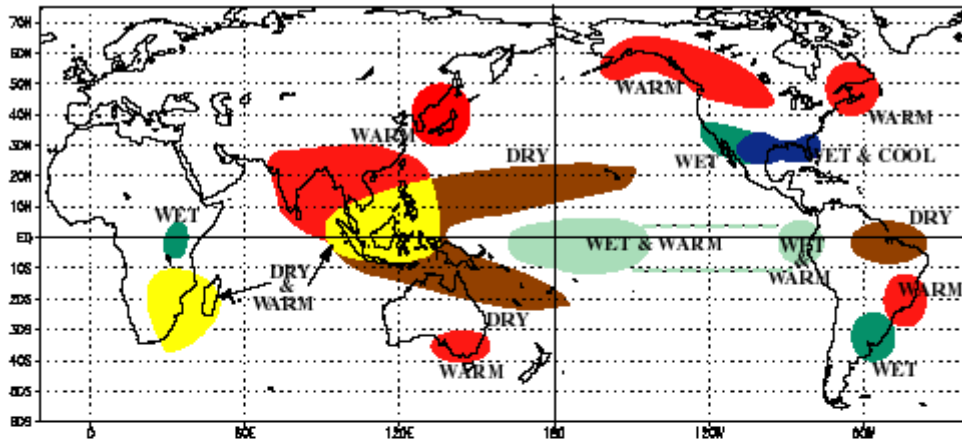 75N
60N
50N
40N
30N
20N
10N
EQ
10S
20S
30S
40S
50S
60S
WARM
WARM
WARM
DRY
WET
WET & COOL
WET
DRY
WET & WARM
WET
&
WARM
DRY
&
WARM
WARM
DRY
WARM
WET
0
60E
120E
180
120W
60W